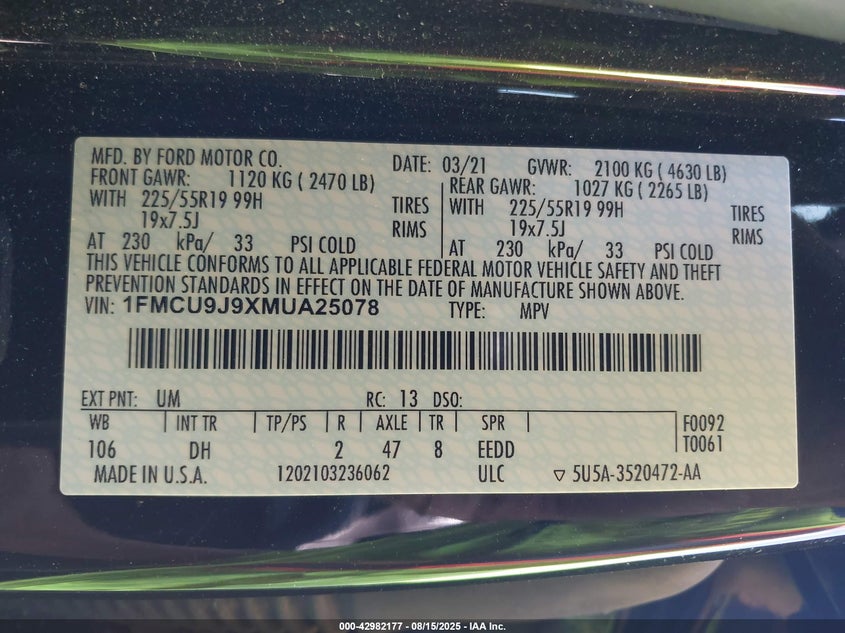 MFD. BY FORD MOTOR CO. DATE: 03/21 GVWR: 2100 KG ( 4630 LB)
FRONT GAWR: 1120 KG ( 2470 LB) REAR GAWR: 1027 KG ( 2265 LB)
WITH 225/55R19 99H TIRES WITH 225/55R19 99H TIRES
19x7.5J RIMS 19x7.5J RIMS
AT 230 kPa/ 33 PSI COLD AT 230 kPa/ 33 PSI COLD
THIS VEHICLE CONFORMS TO ALL APPLICABLE FEDERAL MOTOR VEHICLE SAFETY AND THEFT
PREVENTION STANDARDS IN EFFECT ON THE DATE OF MANUFACTURE SHOWN ABOVE.
VIN: 1FMCU9J9XMUA25078 TYPE: MPV
EXT PNT: UM RC: 13 DSO:
WB INT TR TP/PS R AXLE TR SPR F0092
106 DH 2 47 8 EEDD T0061
MADE IN U.S.A. 1202103236062 ULC ▽ 5U5A-3520472-AA
000-42982177 - 08/15/2025 - IAA Inc.